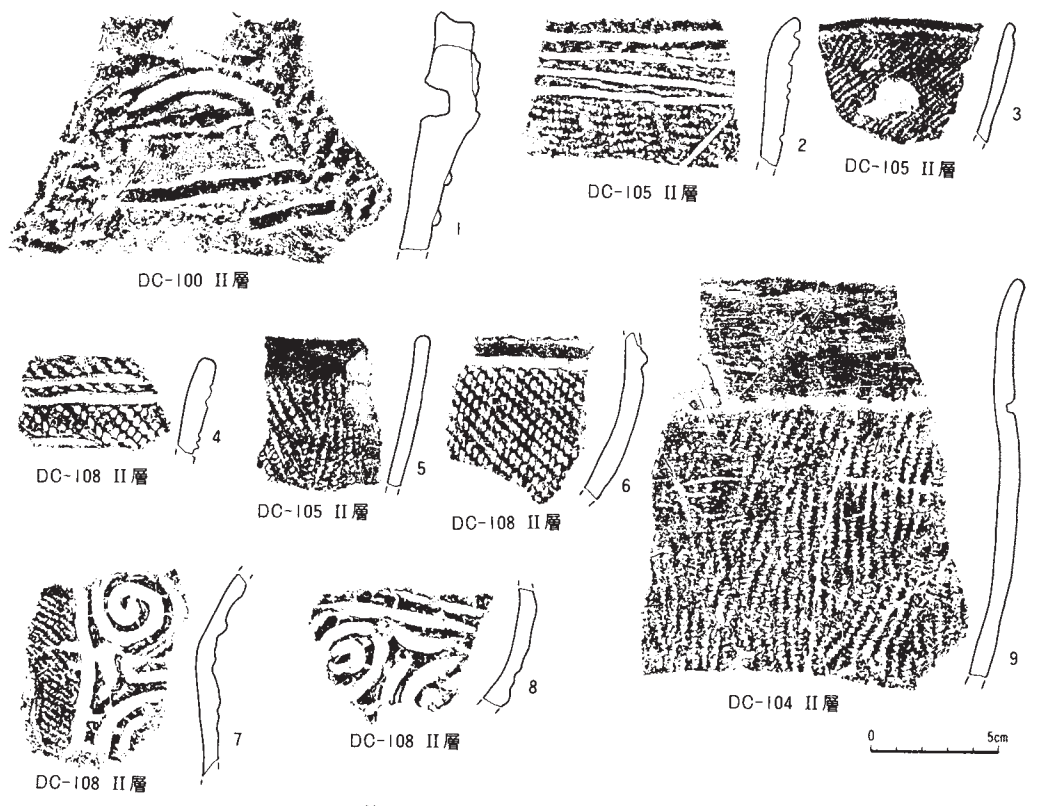 1
DC-100 II層
2
DC-105 II層
3
DC-105 II層
4
DC-108 II層
5
DC-105 II層
6
DC-108 II層
7
DC-108 II層
8
DC-108 II層
9
DC-104 II層
0 5cm